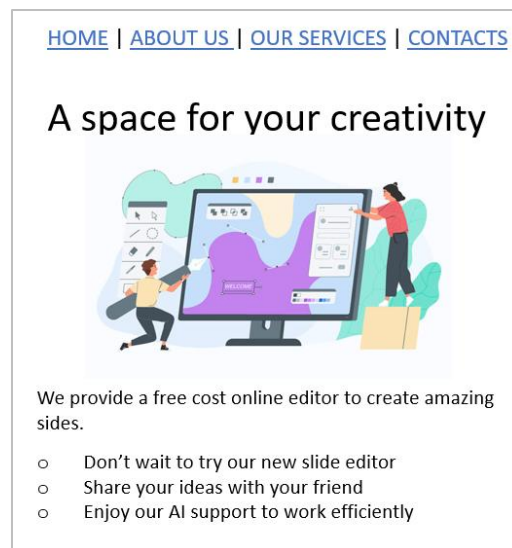 HOME | ABOUT US | OUR SERVICES | CONTACTS
A space for your creativity
WELCOME
We provide a free cost online editor to create amazing
sides.
o Don’t wait to try our new slide editor
o Share your ideas with your friend
o Enjoy our AI support to work efficiently